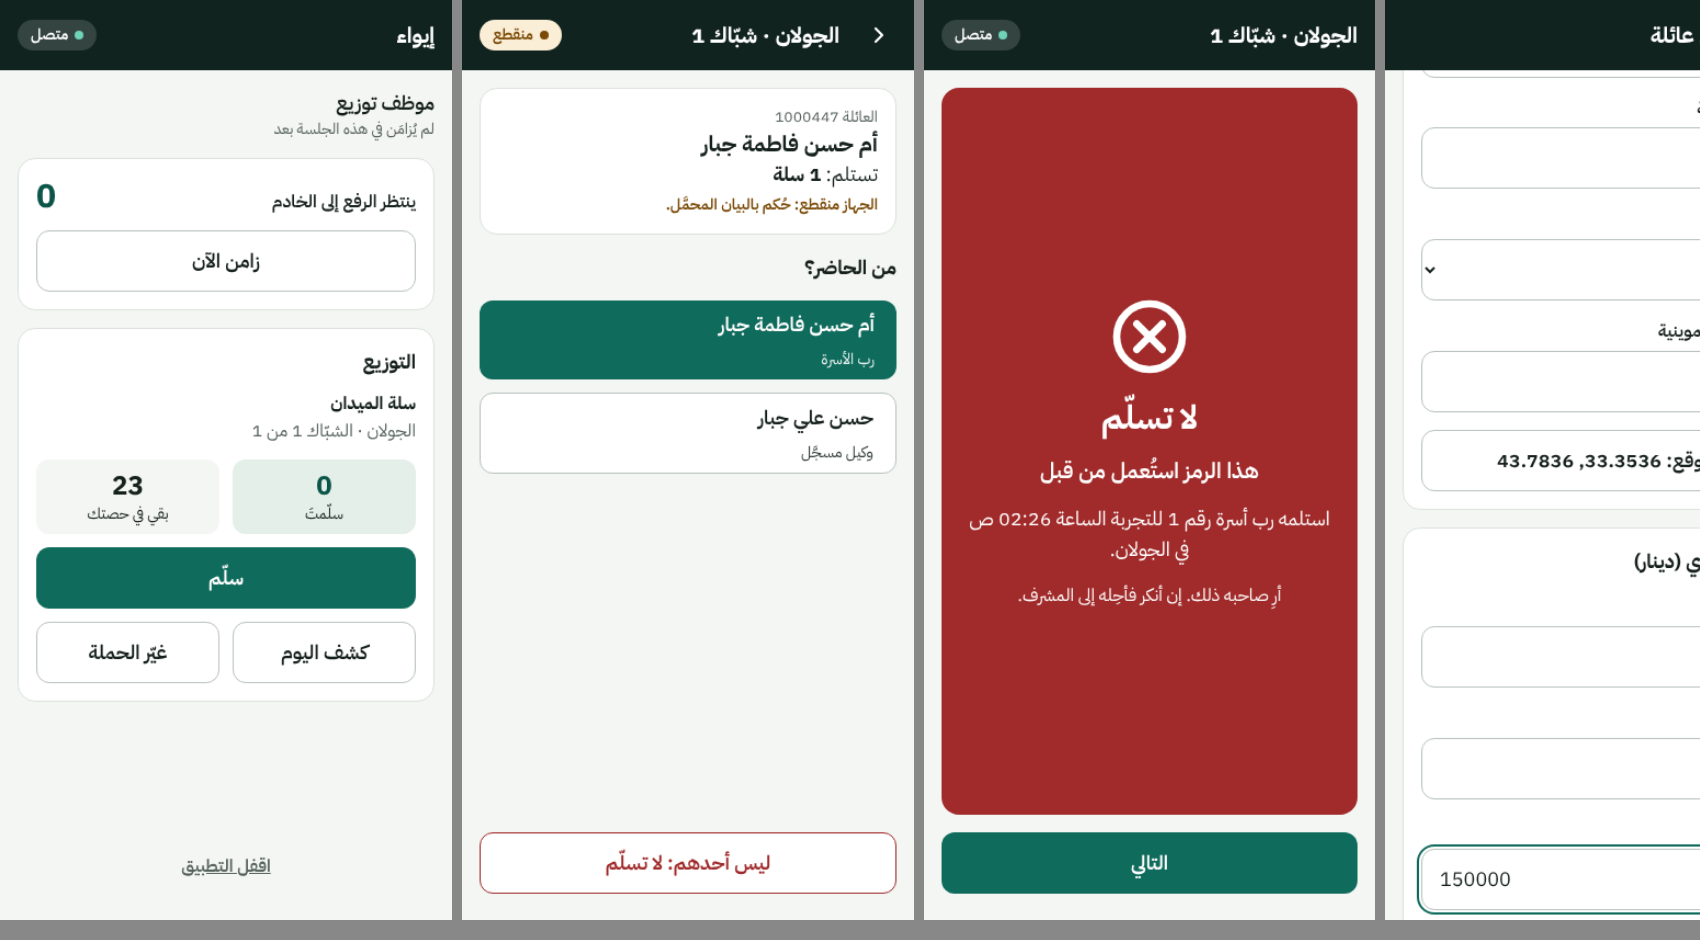 إيواء
متصل
موظف توزيع
لم يُزامَن في هذه الجلسة بعد
ينتظر الرفع إلى الخادم
0
زامن الآن
التوزيع
سلة الميدان
الجولان · الشبّاك 1 من 1
0
سلّمتَ
23
بقي في حصتك
سلّم
كشف اليوم
غيّر الحملة
اقفل التطبيق
الجولان · شبّاك 1
منقطع
العائلة 1000447
أم حسن فاطمة جبار
تستلم: 1 سلة
الجهاز منقطع: حُكم بالبيان المحمَّل.
من الحاضر؟
أم حسن فاطمة جبار
رب الأسرة
حسن علي جبار
وكيل مسجَّل
ليس أحدهم: لا تسلّم
الجولان · شبّاك 1
متصل
لا تسلّم
هذا الرمز استُعمل من قبل
استلمه رب أسرة رقم 1 للتجربة الساعة 02:26 ص
في الجولان.
أرِ صاحبه ذلك. إن أنكر فأحِله إلى المشرف.
التالي
عائلة
33.3536, 43.7836
(دينار)
150000